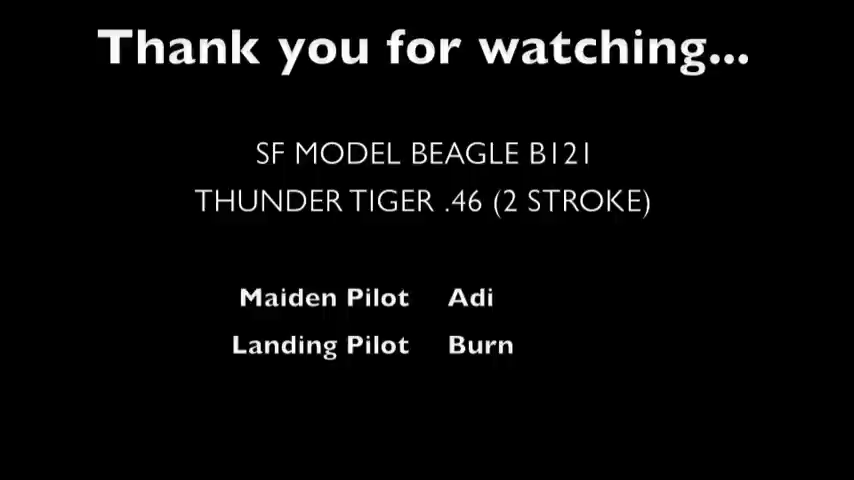 Thank you for watching...
SF MODEL BEAGLE B121
THUNDER TIGER .46 (2 STROKE)
Maiden Pilot Adi
Landing Pilot Burn